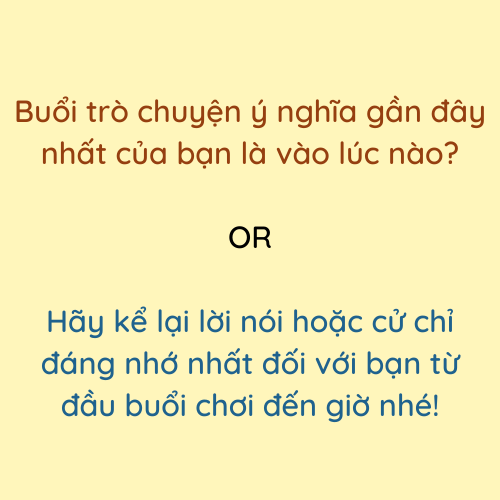 Buổi trò chuyện ý nghĩa gần đây
nhất của bạn là vào lúc nào?
OR
Hãy kể lại lời nói hoặc cử chỉ
đáng nhớ nhất đối với bạn từ
đầu buổi chơi đến giờ nhé!